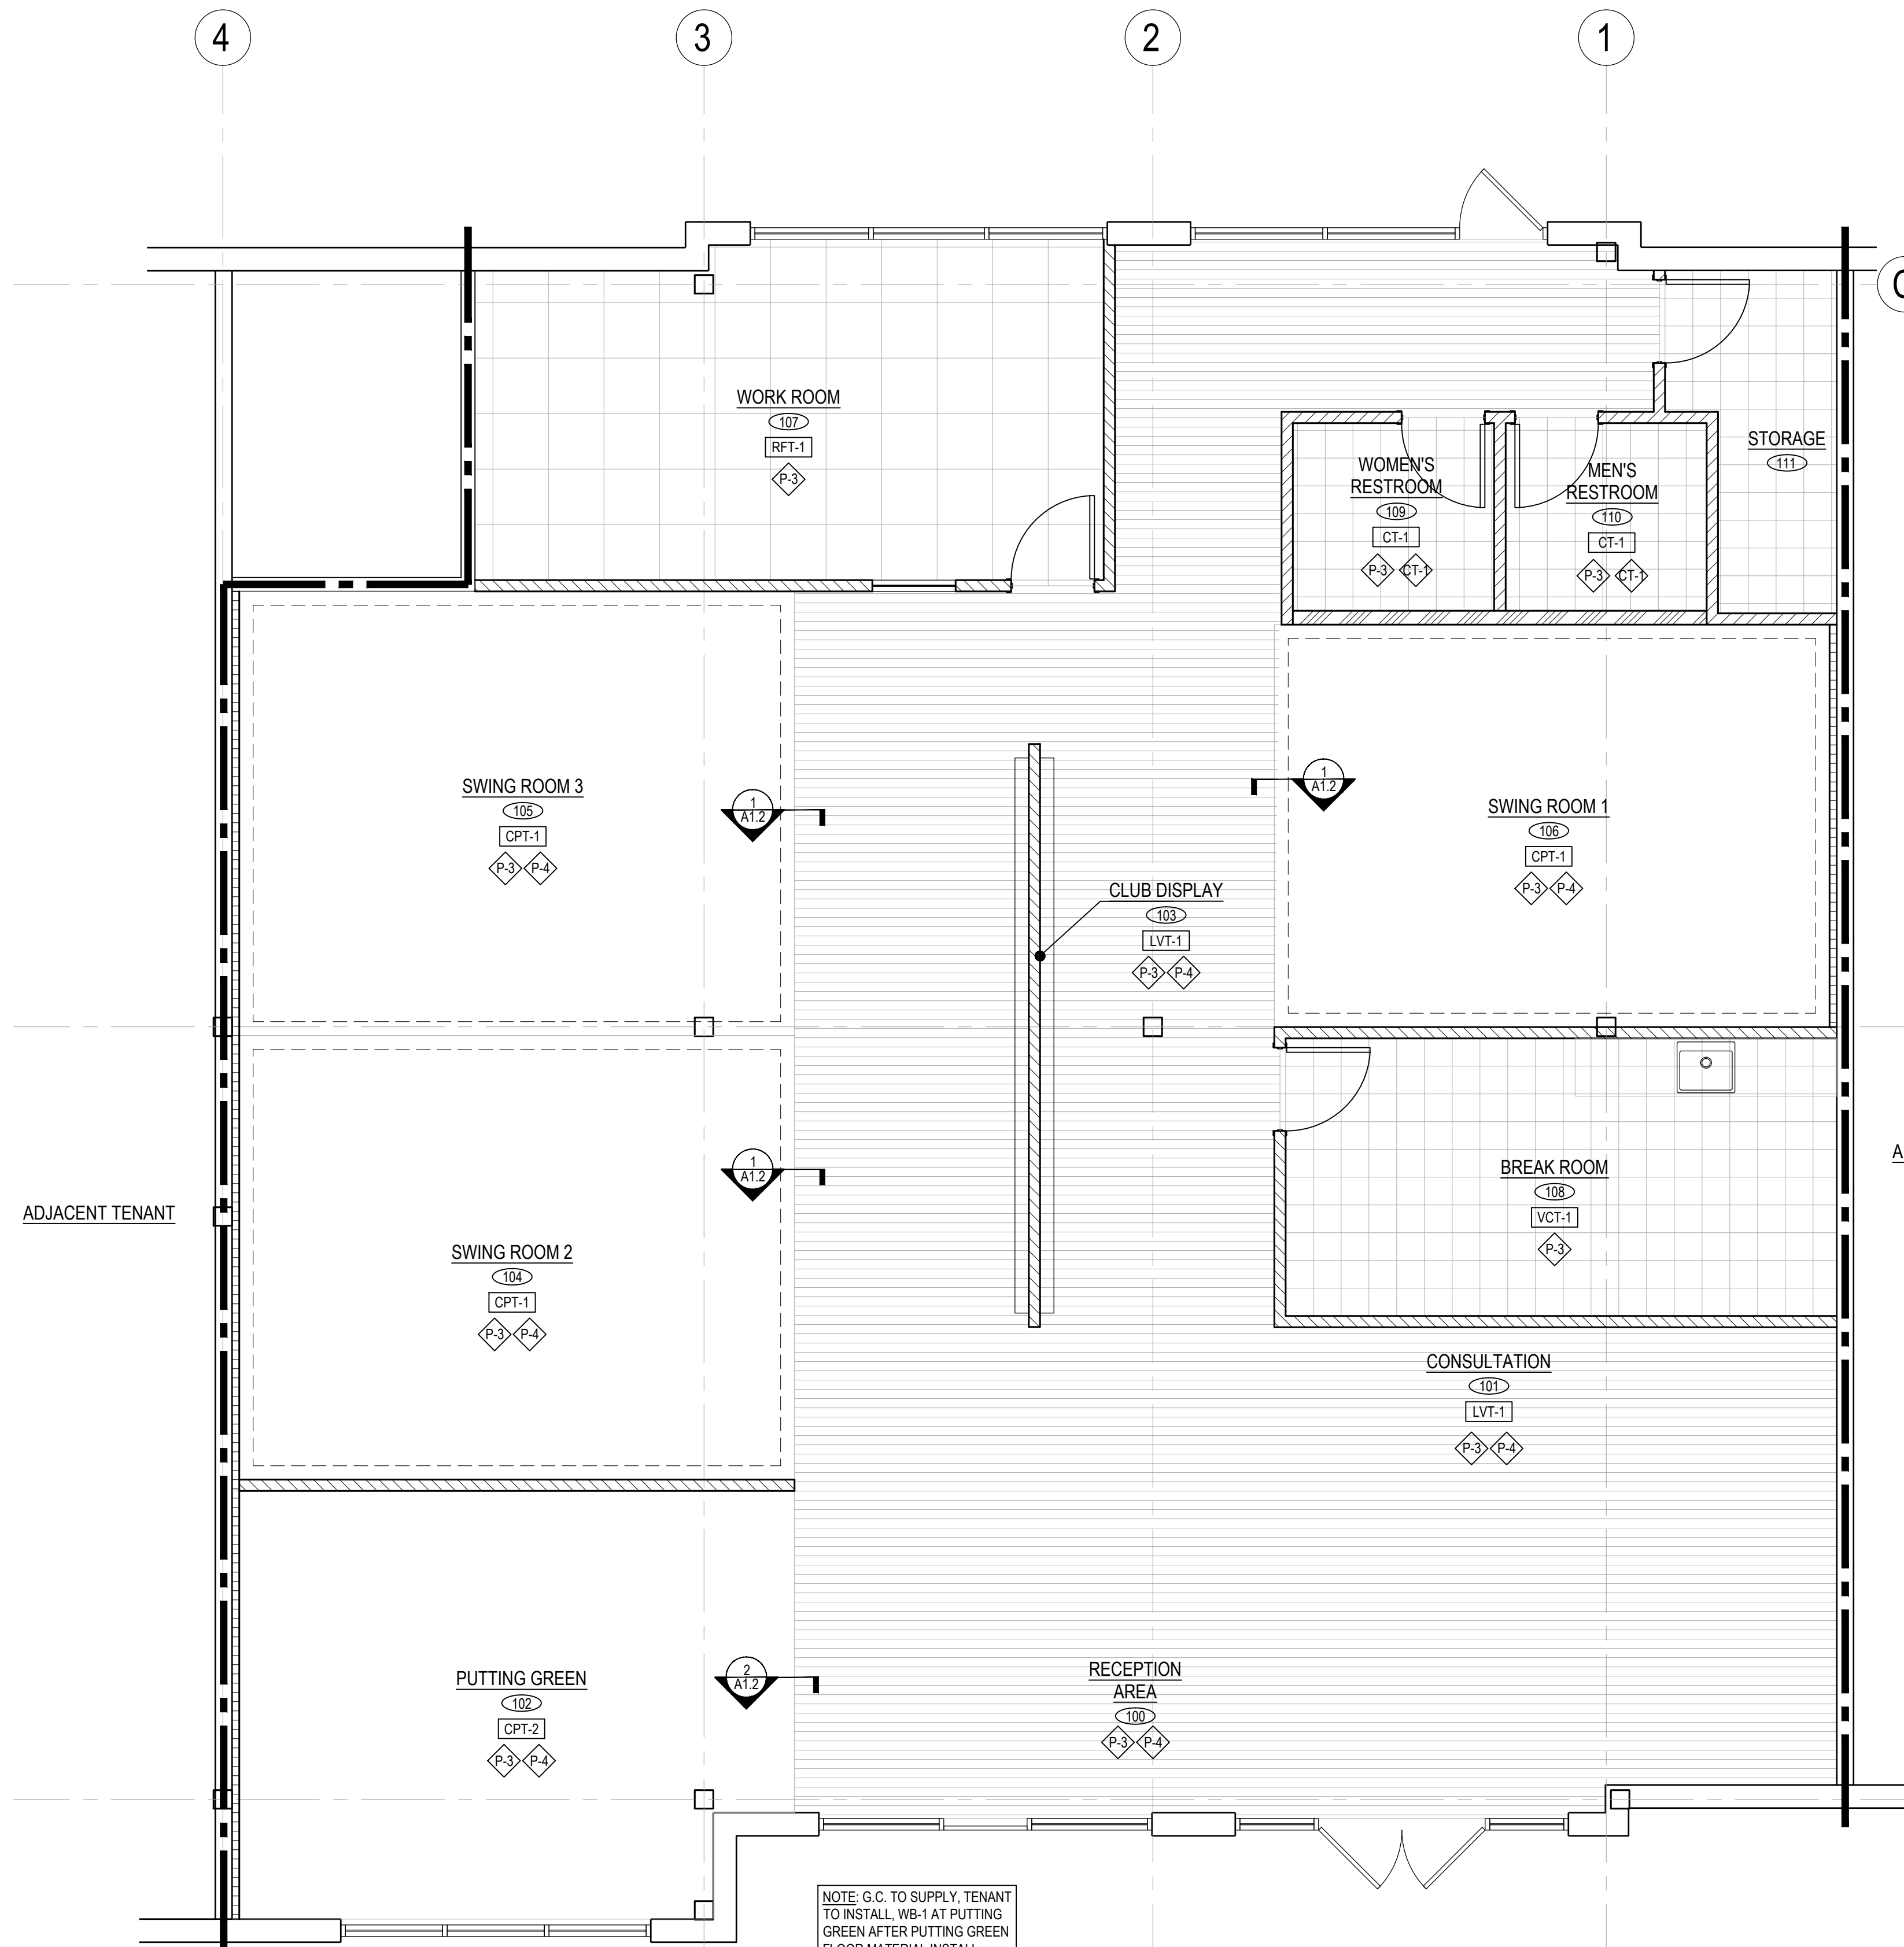 4
3
2
1
WORK ROOM
107
RFT-1
P-3
STORAGE
111
WOMEN'S
RESTROOM
109
CT-1
P-3 CT-1
MEN'S
RESTROOM
110
CT-1
P-3 CT-1
SWING ROOM 3
105
CPT-1
P-3 P-4
1
A1.2
1
A1.2
SWING ROOM 1
106
CPT-1
P-3 P-4
CLUB DISPLAY
103
LVT-1
P-3 P-4
ADJACENT TENANT
1
A1.2
SWING ROOM 2
104
CPT-1
P-3 P-4
BREAK ROOM
108
VCT-1
P-3
A
CONSULTATION
101
LVT-1
P-3 P-4
PUTTING GREEN
102
CPT-2
P-3 P-4
2
A1.2
RECEPTION
AREA
100
P-3 P-4
NOTE: G.C. TO SUPPLY, TENANT
TO INSTALL, WB-1 AT PUTTING
GREEN AFTER PUTTING GREEN
FLOOR MATERIAL INSTALL